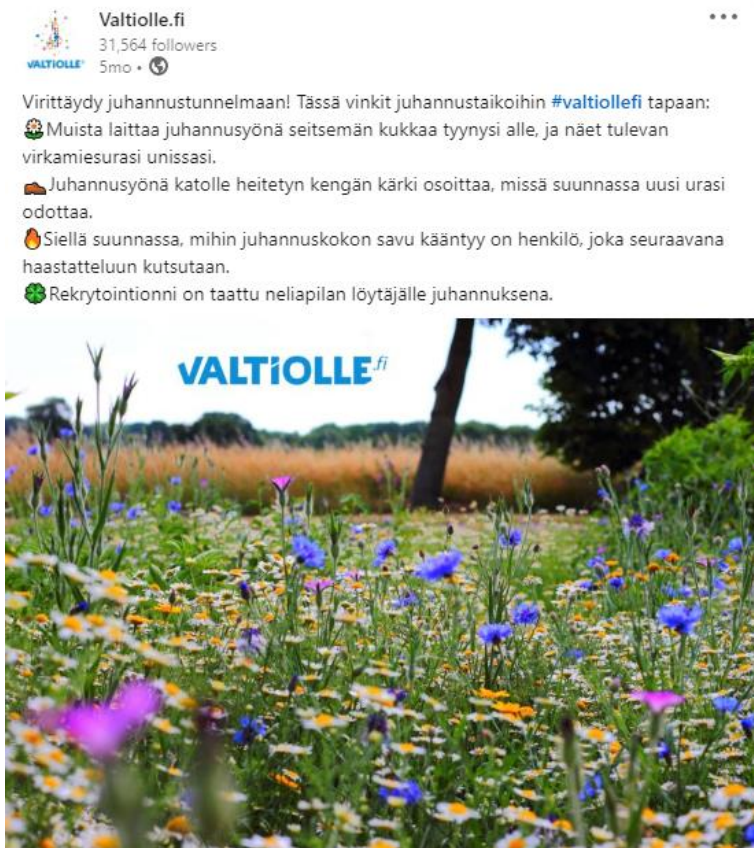 Valtiolle.fi
31,564 followers
VALTIOLLE
5mo •
Virittäydy juhannustunnelmaan! Tässä vinkit juhannustaikoihin #valtiollefi tapaan:
🌼Muista laittaa juhannusyönä seitsemän kukkaa tyynysi alle, ja näet tulevan
virkamiesurasi unissasi.
👞Juhannusyönä katolle heitetyn kengän kärki osoittaa, missä suunnassa uusi urasi
odottaa.
🔥Siellä suunnassa, mihin juhannuskokon savu kääntyy on henkilö, joka seuraavana
haastatteluun kutsutaan.
🍀Rekrytointionni on taattu neliapilan löytäjälle juhannuksena.
VALTIOLLE.fi